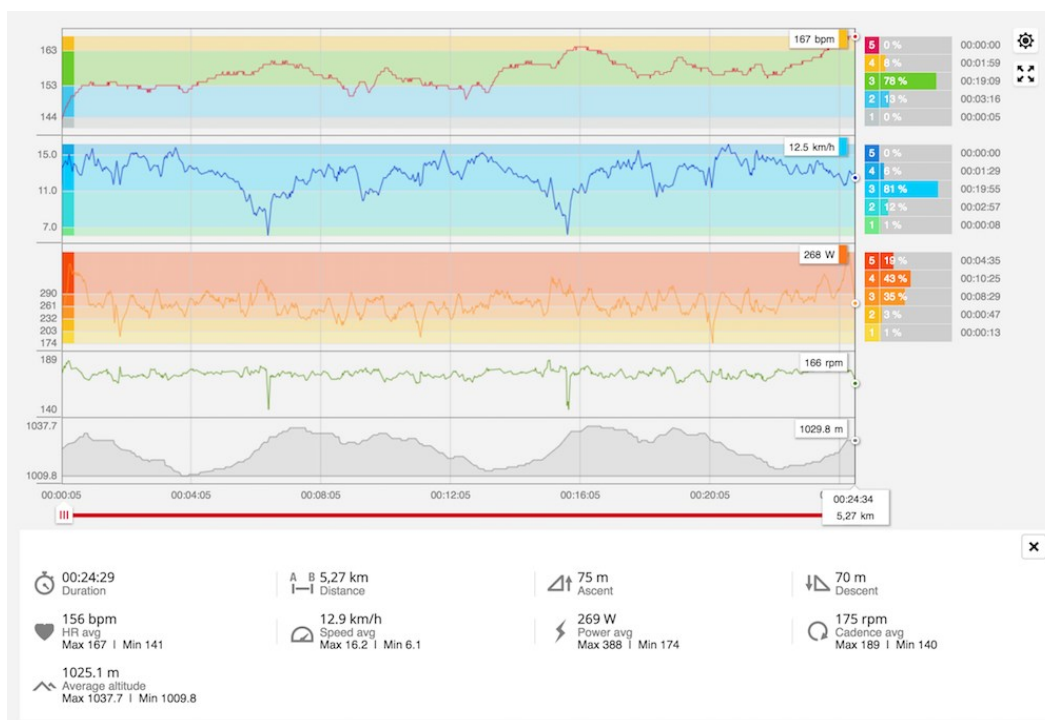 163
153
144
167 bpm
5 0 % 00:00:00
4 8 % 00:01:59
3 78 % 00:19:09
2 13 % 00:03:16
1 0 % 00:00:05
15.0
11.0
7.0
12.5 km/h
5 0 % 00:00:00
4 6 % 00:01:29
3 81 % 00:19:55
2 12 % 00:02:57
1 1 % 00:00:08
290
261
232
203
174
268 W
5 19 % 00:04:35
4 43 % 00:10:25
3 35 % 00:08:29
2 3 % 00:00:47
1 1 % 00:00:13
189
140
166 rpm
1037.7
1009.8
1029.8 m
00:00:05 00:04:05 00:08:05 00:12:05 00:16:05 00:20:05
00:24:34
5,27 km
00:24:29
Duration
A B 5,27 km
Distance
75 m
Ascent
70 m
Descent
156 bpm
HR avg
Max 167 | Min 141
12.9 km/h
Speed avg
Max 16.2 | Min 6.1
269 W
Power avg
Max 388 | Min 174
175 rpm
Cadence avg
Max 189 | Min 140
1025.1 m
Average altitude
Max 1037.7 | Min 1009.8